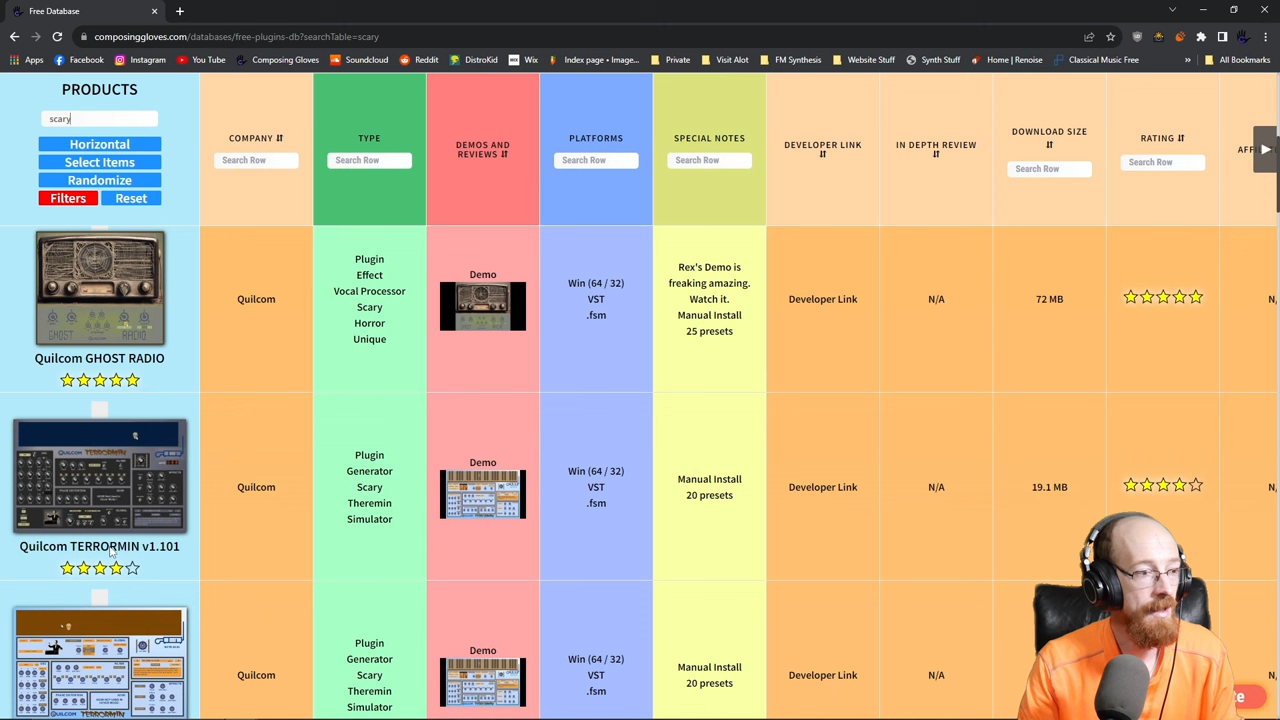 Free Database
composinggloves.com/databases/free-plugins-db?searchTable=scary
Apps Facebook Instagram You Tube Composing Gloves Soundcloud Reddit DistroKid Wix Index page • Image... Private Visit Alot FM Synthesis Website Stuff Synth Stuff Home | Renoise Classical Music Free » All Bookmarks
PRODUCTS
scary
Horizontal
Select Items
Randomize
Filters Reset
COMPANY
Search Row
TYPE
Search Row
DEMOS AND
REVIEWS
PLATFORMS
Search Row
SPECIAL NOTES
Search Row
DEVELOPER LINK
IN DEPTH REVIEW
DOWNLOAD SIZE
Search Row
RATING
Search Row
AFFI
GHOST RADIO
Quilcom GHOST RADIO
Quilcom
Plugin
Effect
Vocal Processor
Scary
Horror
Unique
Demo
Win (64 / 32)
VST
.fsm
Rex's Demo is
freaking amazing.
Watch it.
Manual Install
25 presets
Developer Link
N/A
72 MB
N/
QUILCOM TERRORMIN
Quilcom TERRORMIN v1.101
Quilcom
Plugin
Generator
Scary
Theremin
Simulator
Demo
Win (64 / 32)
VST
.fsm
Manual Install
20 presets
Developer Link
N/A
19.1 MB
N/
QUILCOM TERRORMIN
Quilcom
Plugin
Generator
Scary
Theremin
Simulator
Demo
Win (64 / 32)
VST
.fsm
Manual Install
20 presets
Developer Link
N/A